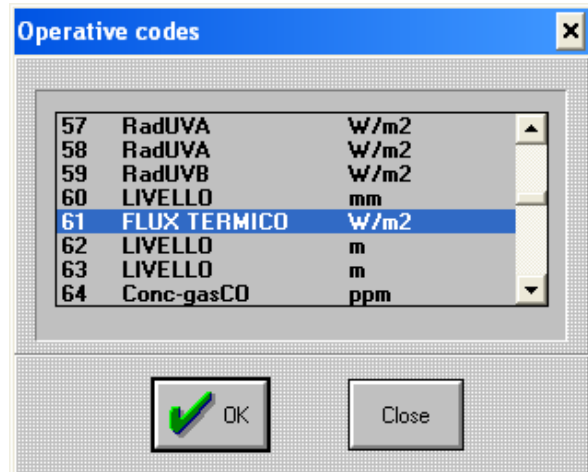 Operative codes
57 RadUVA W/m2
58 RadUVA W/m2
59 RadUVB W/m2
60 LIVELLO mm
61 FLUX TERMICO W/m2
62 LIVELLO m
63 LIVELLO m
64 Conc-gasCO ppm
OK Close